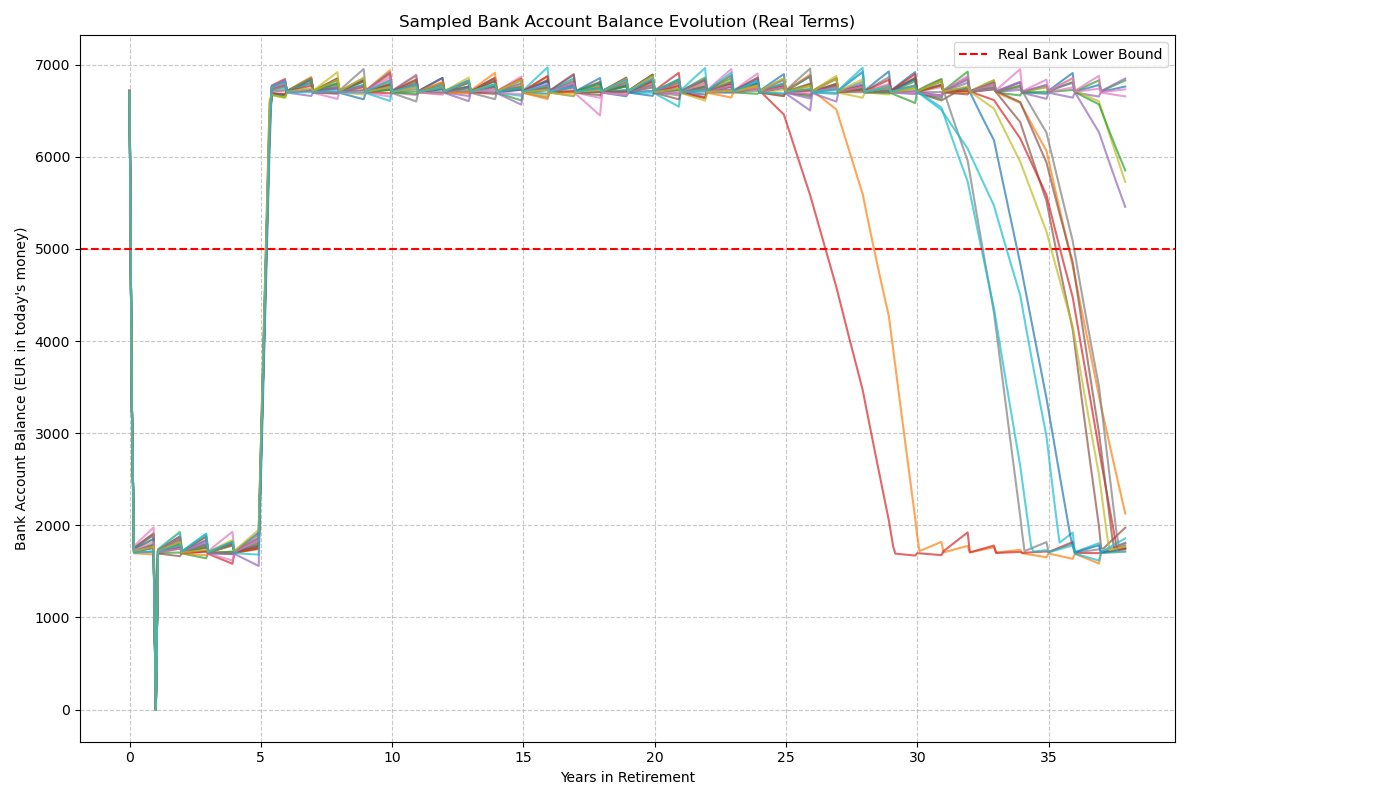 Sampled Bank Account Balance Evolution (Real Terms)
Real Bank Lower Bound
Bank Account Balance (EUR in today's money)
7000
6000
5000
4000
3000
2000
1000
0
0 5 10 15 20 25 30 35
Years in Retirement